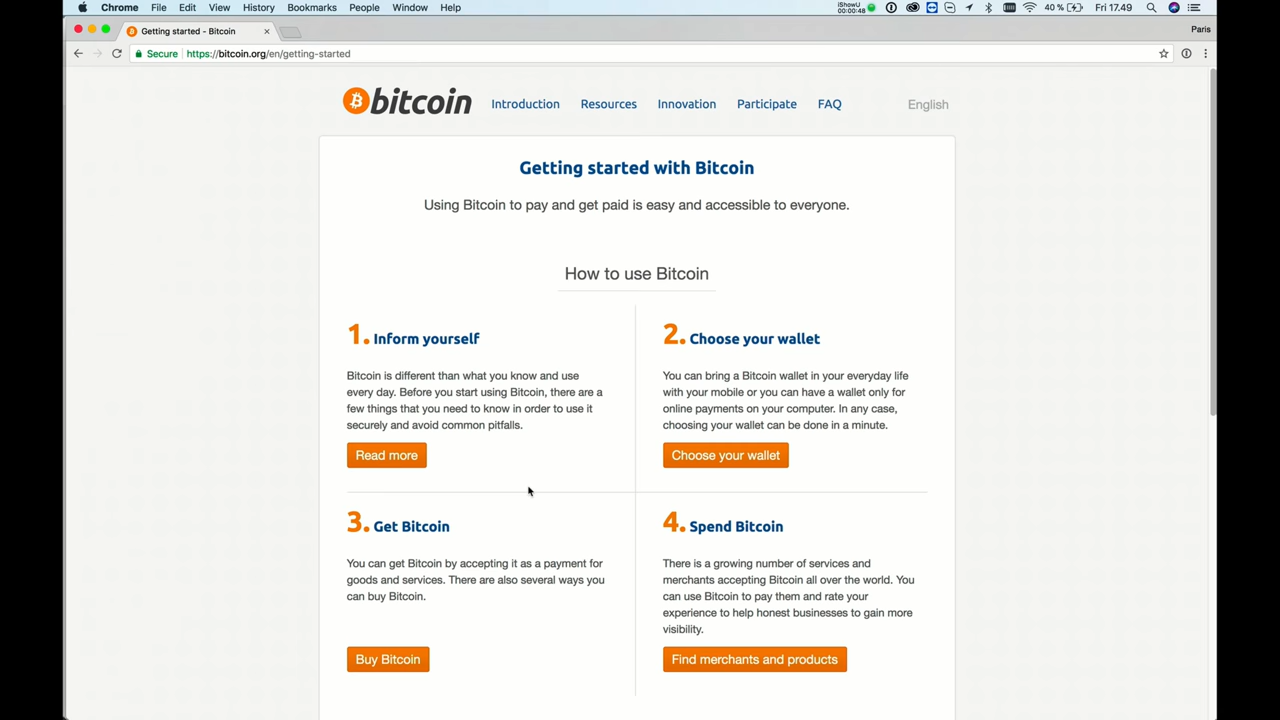 Chrome File Edit View History Bookmarks People Window Help
iShowU
00:00:48
40 %
Fri 17.49
Getting started - Bitcoin
Paris
Secure https://bitcoin.org/en/getting-started
bitcoin Introduction Resources Innovation Participate FAQ English
Getting started with Bitcoin
Using Bitcoin to pay and get paid is easy and accessible to everyone.
How to use Bitcoin
1. Inform yourself
Bitcoin is different than what you know and use
every day. Before you start using Bitcoin, there are a
few things that you need to know in order to use it
securely and avoid common pitfalls.
Read more
2. Choose your wallet
You can bring a Bitcoin wallet in your everyday life
with your mobile or you can have a wallet only for
online payments on your computer. In any case,
choosing your wallet can be done in a minute.
Choose your wallet
3. Get Bitcoin
You can get Bitcoin by accepting it as a payment for
goods and services. There are also several ways you
can buy Bitcoin.
Buy Bitcoin
4. Spend Bitcoin
There is a growing number of services and
merchants accepting Bitcoin all over the world. You
can use Bitcoin to pay them and rate your
experience to help honest businesses to gain more
visibility.
Find merchants and products